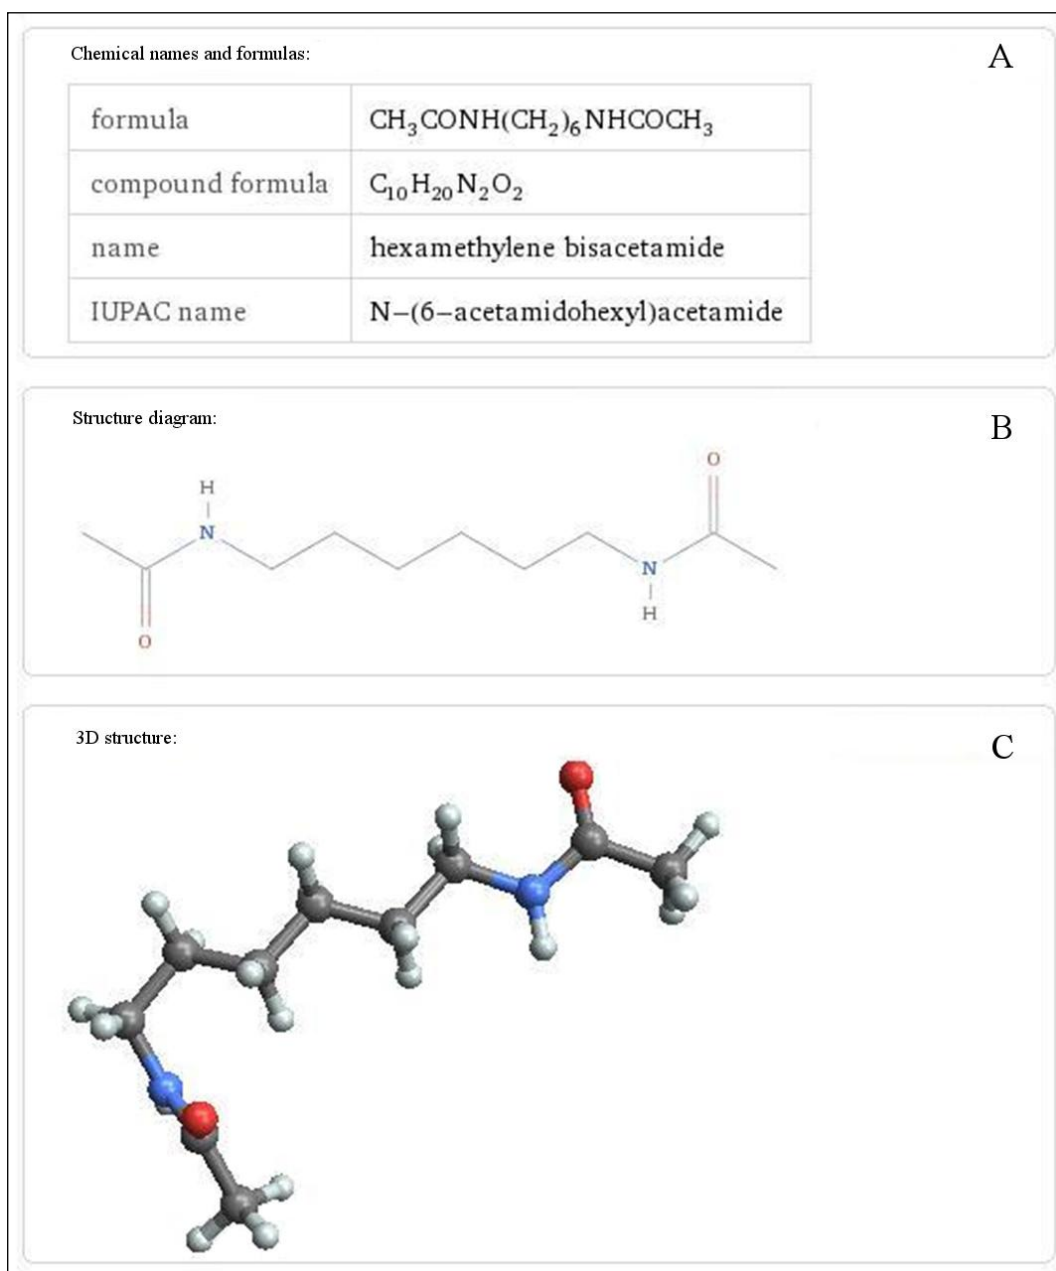 Chemical names and formulas:
A
formula CH₃CONH(CH₂)₆NHCOCH₃
compound formula C₁₀H₂₀N₂O₂
name hexamethylene bisacetamide
IUPAC name N–(6–acetamidohexyl)acetamide
Structure diagram:
B
O
H
N
N
H
O
3D structure:
C